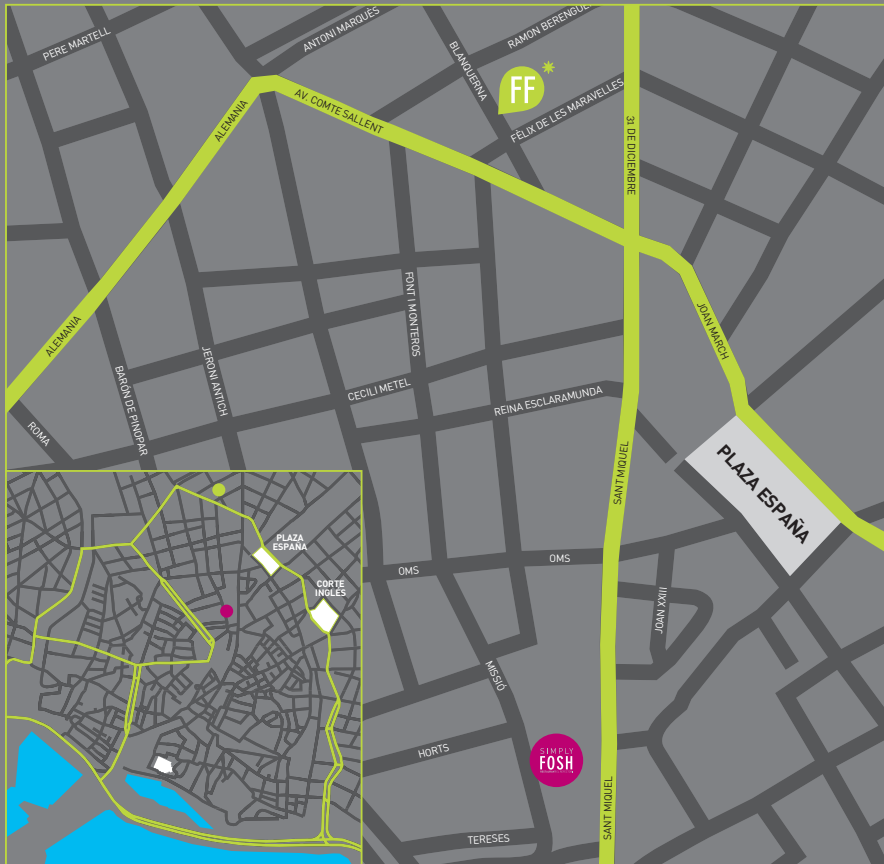 PERE MARTELL
ANTONI MARQUÈS
BLANQUERNA
RAMON BERENGUE
FF
FÈLIX DE LES MARAVELLES
ALEMANIA
AV. COMTE SALLENT
31 DE DICIEMBRE
JOAN MARCH
FONT I MONTEROS
ALEMANIA
JERONI ANTICH
BARÓN DE PINOPAR
CECILI METEL
REINA ESCLARAMUNDA
ROMA
SANT MIQUEL
PLAZA ESPAÑA
PLAZA
ESPAÑA
CORTE
INGLÉS
OMS
OMS
JOAN XXIII
MISSIÓ
HORTS
SIMPLY
FOSH
SANT MIQUEL
TERESES